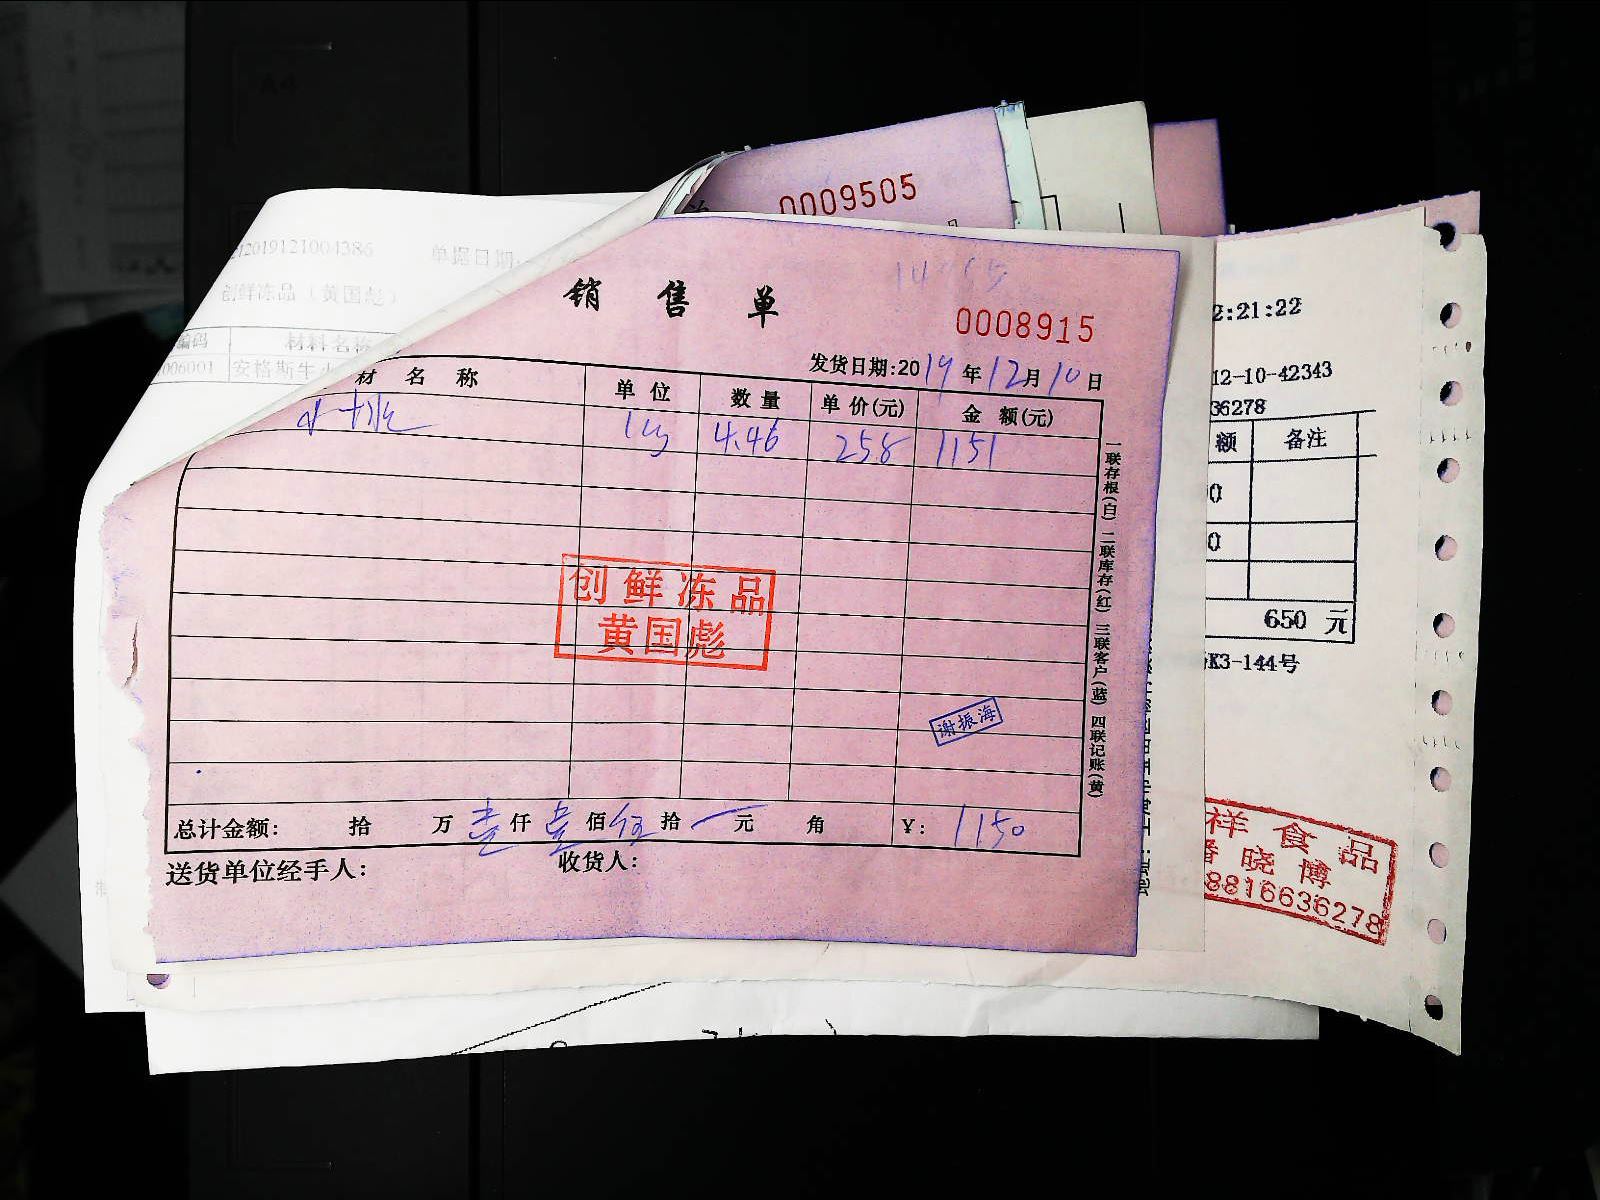 0009505
2019121004386 单据日期:
创鲜冻品（黄国彪）
编码 材料名称
006001 安格斯牛
销售单
0008915
发货日期:2019年12月10日
材名称 单位 数量 单价(元) 金额(元)
4.46 258 1151
一联存根(白) 二联库存(红) 三联客户(蓝) 四联记账(黄)
创鲜冻品
黄国彪
谢振海
总计金额: 拾 万 壹仟 壹佰 伍拾 一元 角 ¥: 1150
送货单位经手人: 收货人:
2:21:22
12-10-42343
36278
额 备注
0
0
650 元
K3-144号
祥食品
潘晓博
8816636278